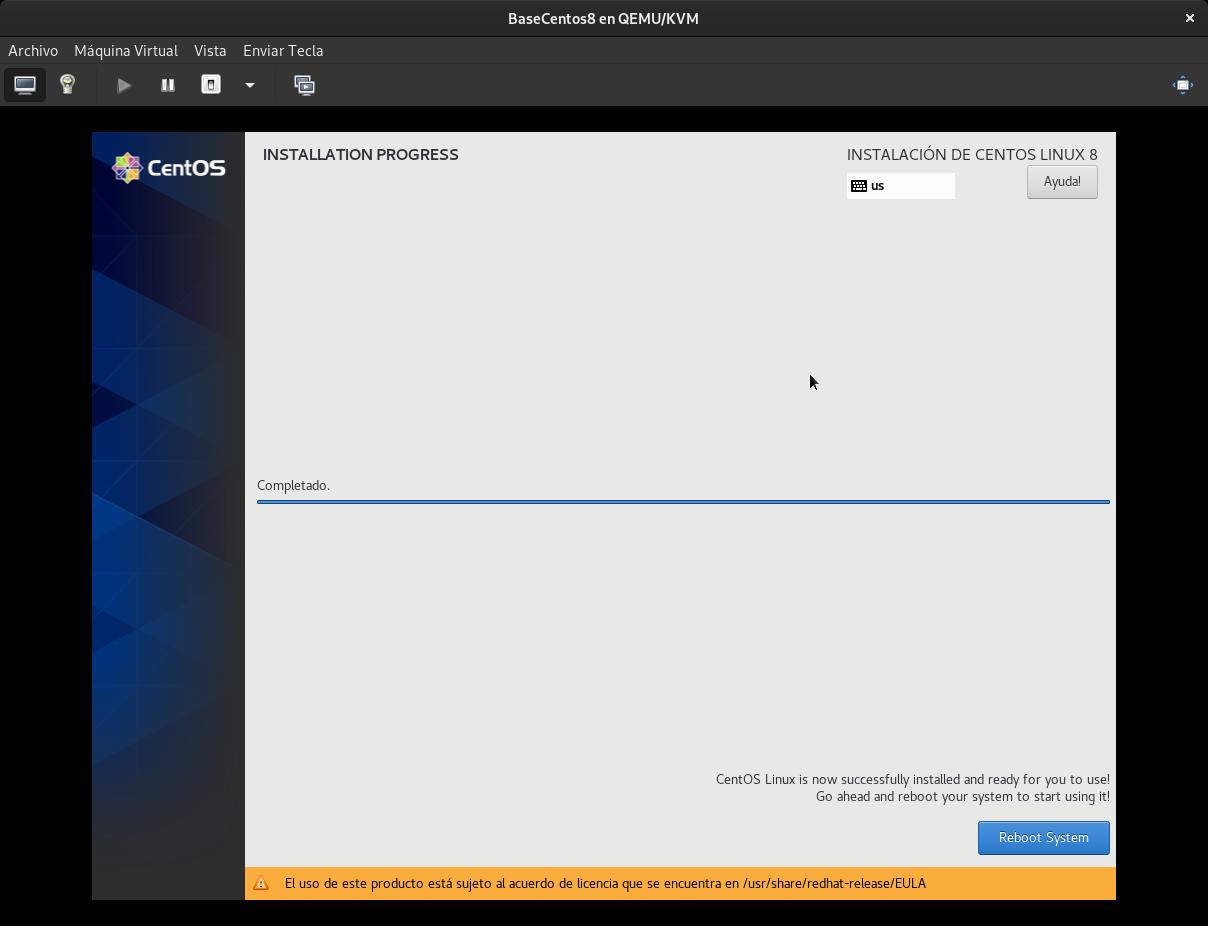 BaseCentos8 en QEMU/KVM
Archivo Máquina Virtual Vista Enviar Tecla
CentOS
INSTALLATION PROGRESS
INSTALACIÓN DE CENTOS LINUX 8
us
Ayuda!
Completado.
CentOS Linux is now successfully installed and ready for you to use!
Go ahead and reboot your system to start using it!
Reboot System
El uso de este producto está sujeto al acuerdo de licencia que se encuentra en /usr/share/redhat-release/EULA